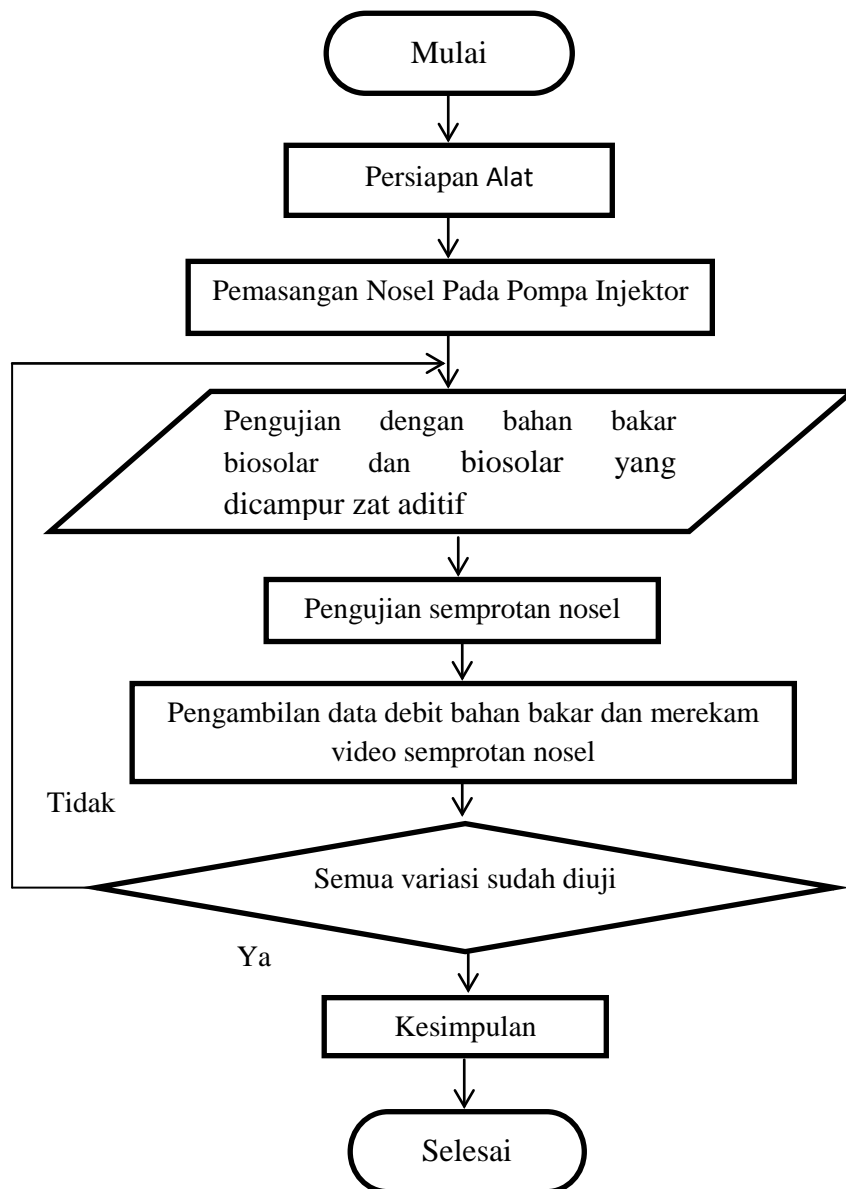 Mulai
Persiapan Alat
Pemasangan Nosel Pada Pompa Injektor
Pengujian dengan bahan bakar
biosolar dan biosolar yang
dicampur zat aditif
Pengujian semprotan nosel
Pengambilan data debit bahan bakar dan merekam
video semprotan nosel
Tidak
Semua variasi sudah diuji
Ya
Kesimpulan
Selesai